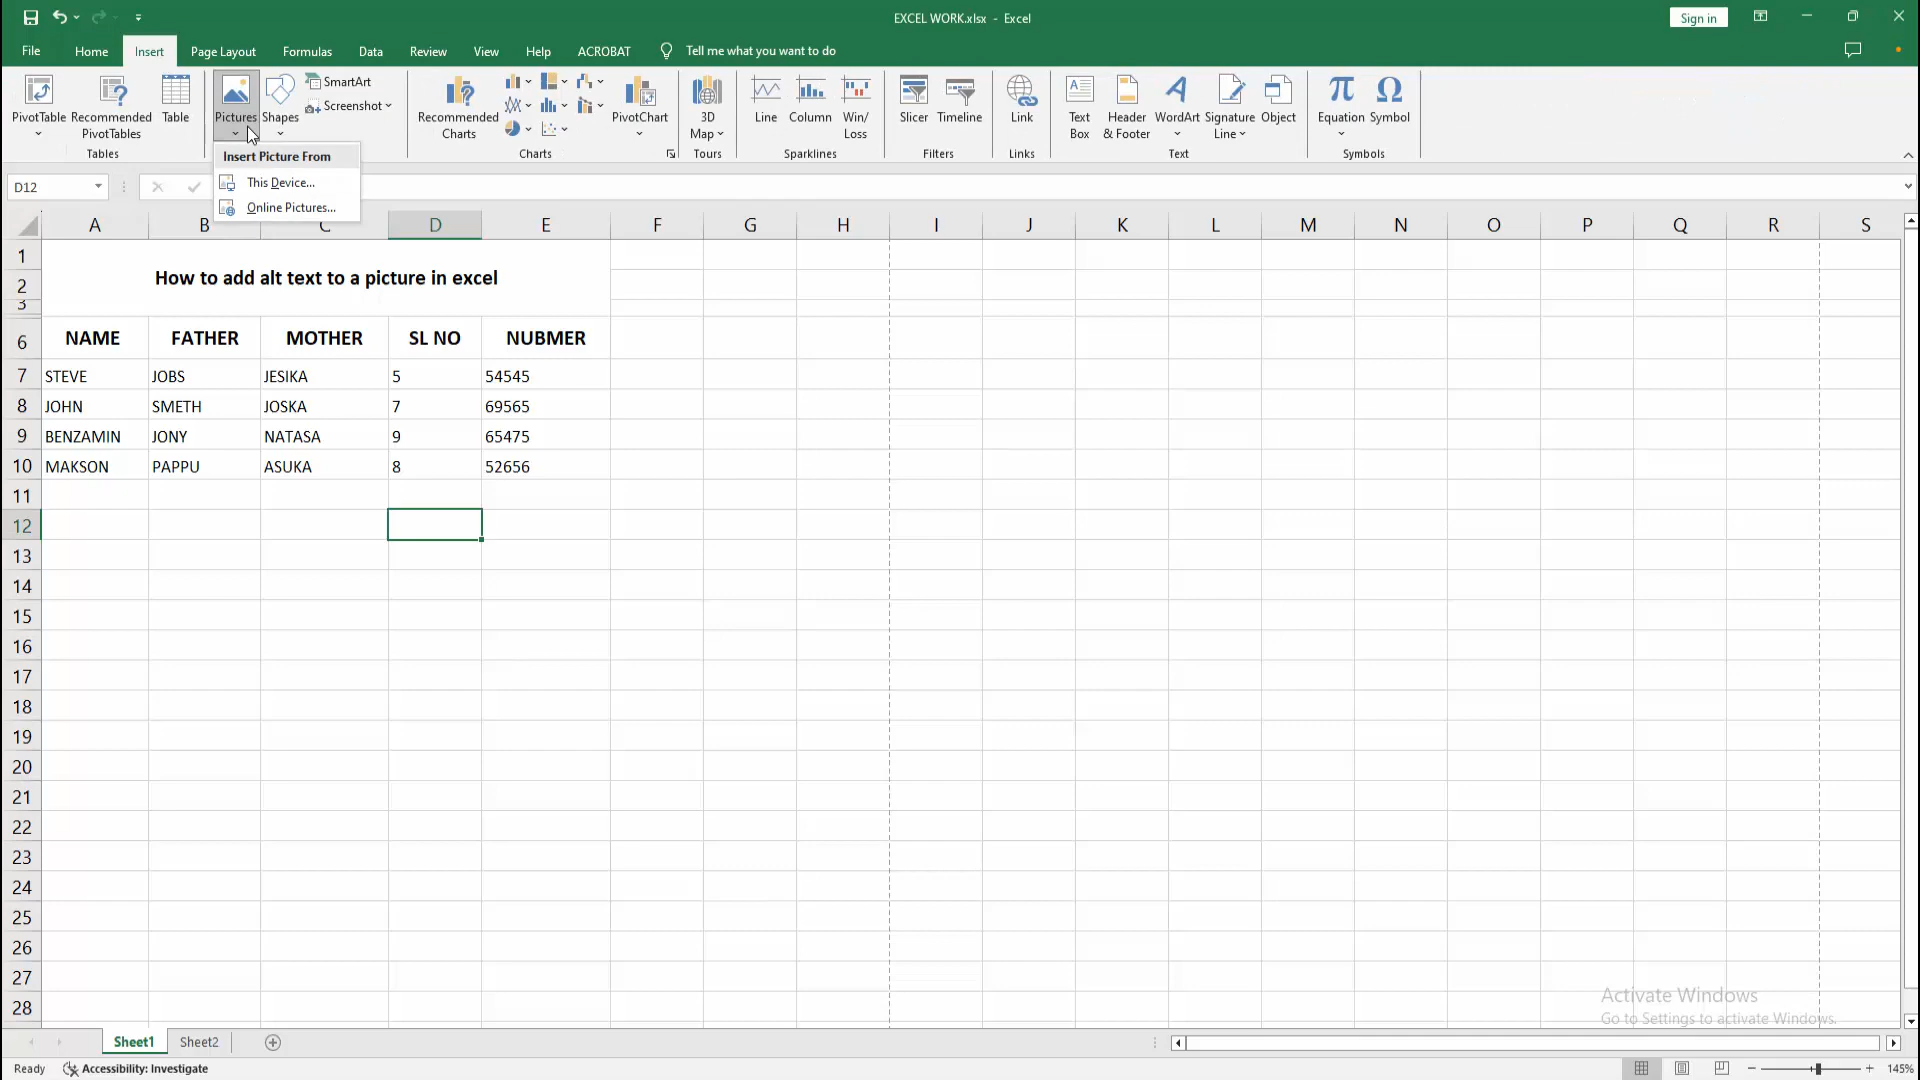 EXCEL WORK.xlsx - Excel
Sign in
File Home Insert Page Layout Formulas Data Review View Help ACROBAT Tell me what you want to do
PivotTable
Recommended
PivotTables
Table
Tables
Pictures
Shapes
SmartArt
Screenshot
Recommended
Charts
PivotChart
Charts
3D
Map
Tours
Line
Column
Win/
Loss
Sparklines
Slicer
Timeline
Filters
Link
Links
Text
Box
Header
& Footer
WordArt
Signature
Line
Object
Text
Equation
Symbol
Symbols
Insert Picture From
This Device...
Online Pictures...
D12
A B C D E F G H I J K L M N O P Q R S
1
2
3
How to add alt text to a picture in excel
6 NAME FATHER MOTHER SL NO NUBMER
7 STEVE JOBS JESIKA 5 54545
8 JOHN SMETH JOSKA 7 69565
9 BENZAMIN JONY NATASA 9 65475
10 MAKSON PAPPU ASUKA 8 52656
11
12
13
14
15
16
17
18
19
20
21
22
23
24
25
26
27
28
Activate Windows
Go to Settings to activate Windows.
Sheet1 Sheet2
Ready Accessibility: Investigate 145%